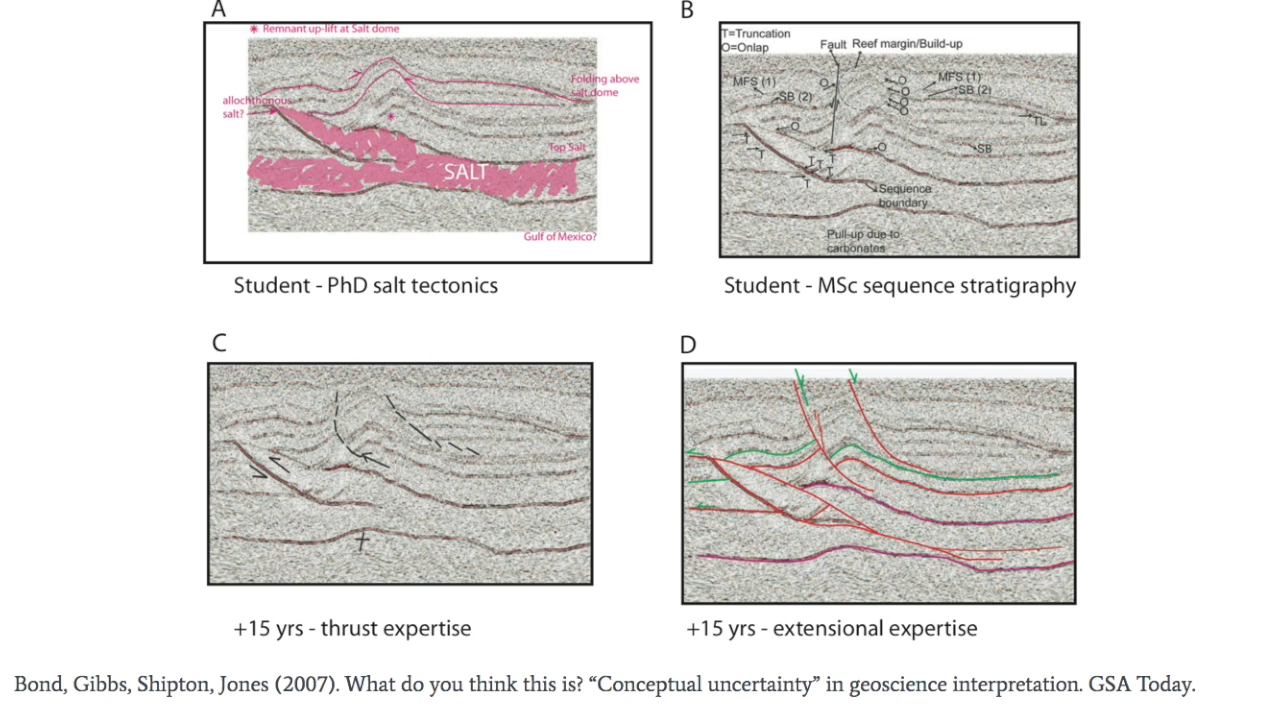 A
* Remnant up-lift at Salt dome
Folding above
salt dome
allochthonous
salt?
*
Top Salt
SALT
Gulf of Mexico?
Student - PhD salt tectonics
B
T=Truncation
O=Onlap
Fault
Reef margin/Build-up
MFS (1)
SB (2)
MFS (1)
SB (2)
O
O
O
O
O
O
O
TL
SB
T
T
T
T
T
T
T
Sequence
boundary
Pull-up due to
carbonates
Student - MSc sequence stratigraphy
C
+15 yrs - thrust expertise
D
+15 yrs - extensional expertise
Bond, Gibbs, Shipton, Jones (2007). What do you think this is? “Conceptual uncertainty” in geoscience interpretation. GSA Today.